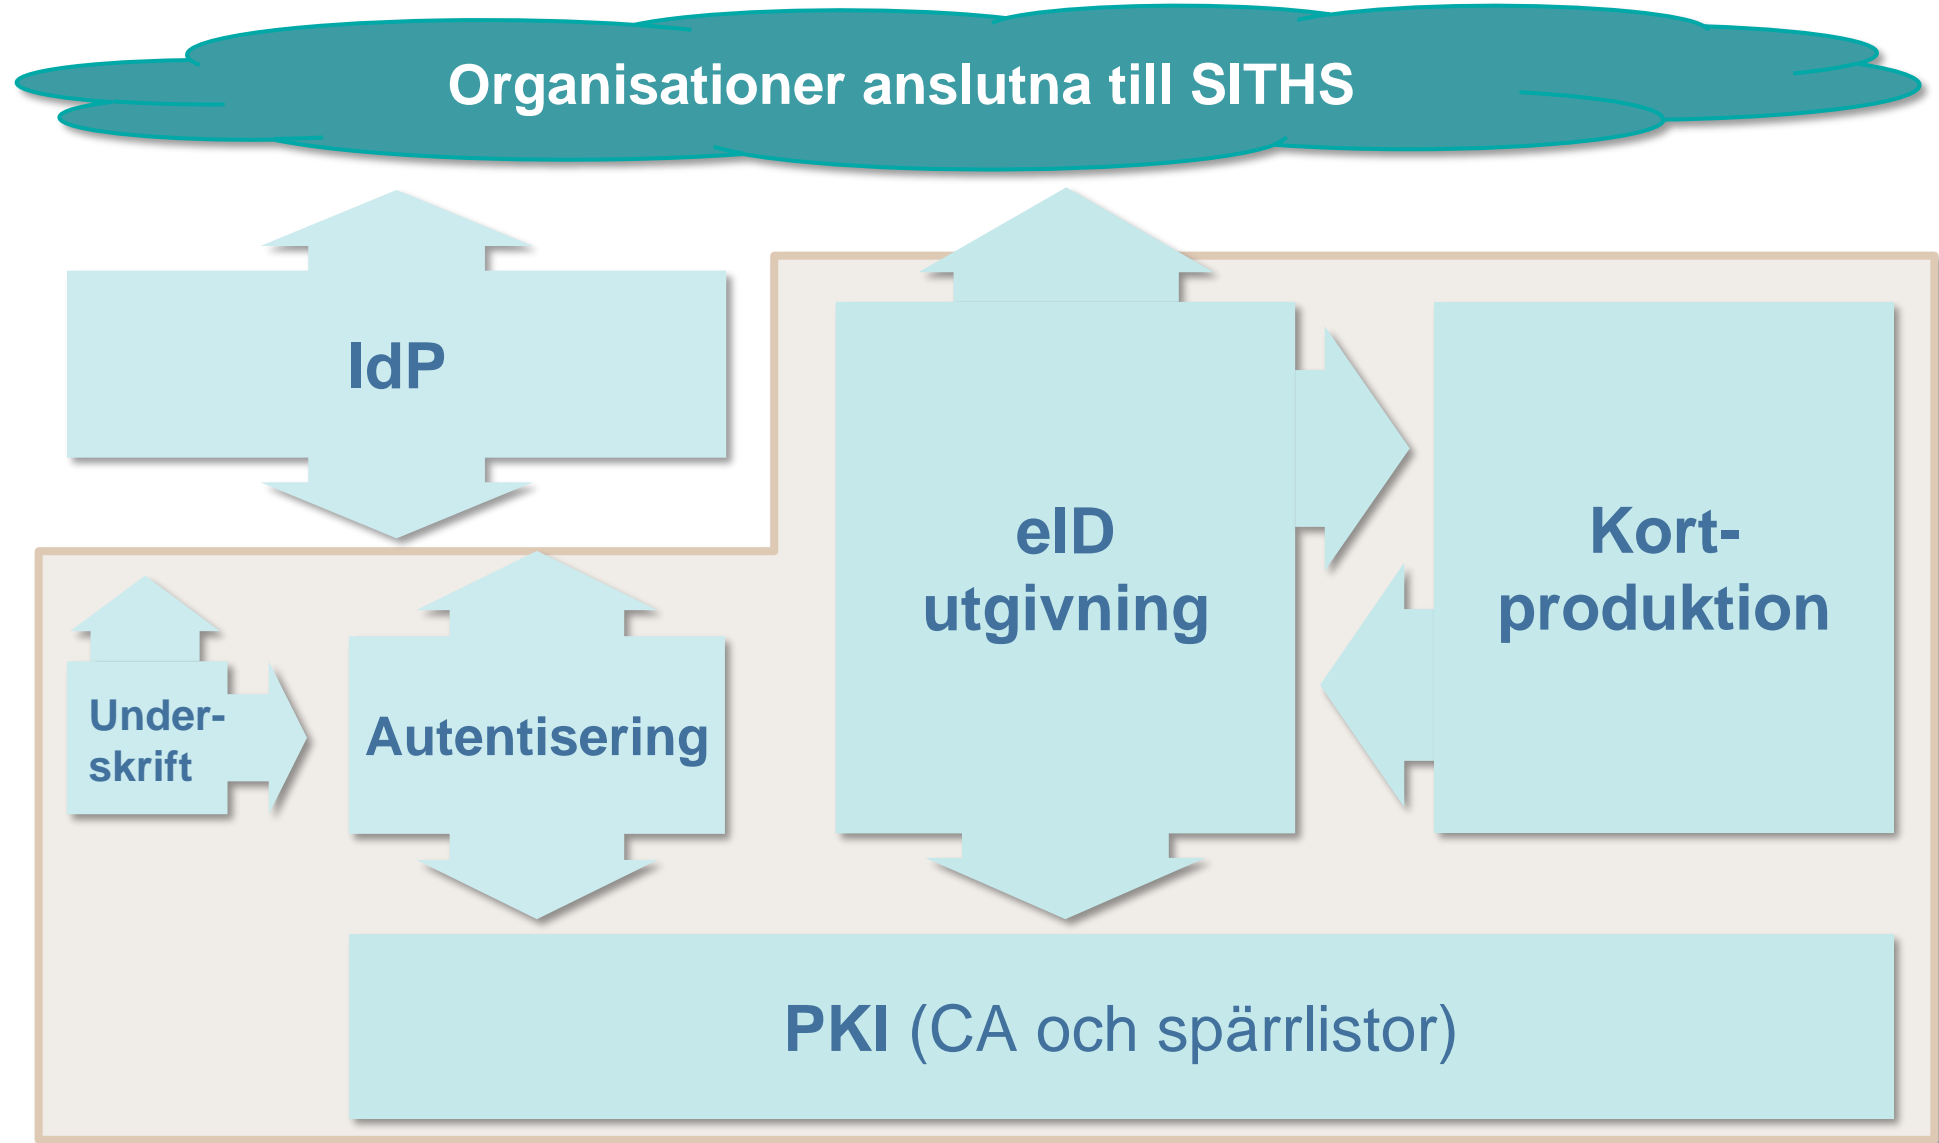 Organisationer anslutna till SITHS
IdP
eID
utgivning
Kort-
produktion
Under-
skrift
Autentisering
PKI (CA och spärrlistor)